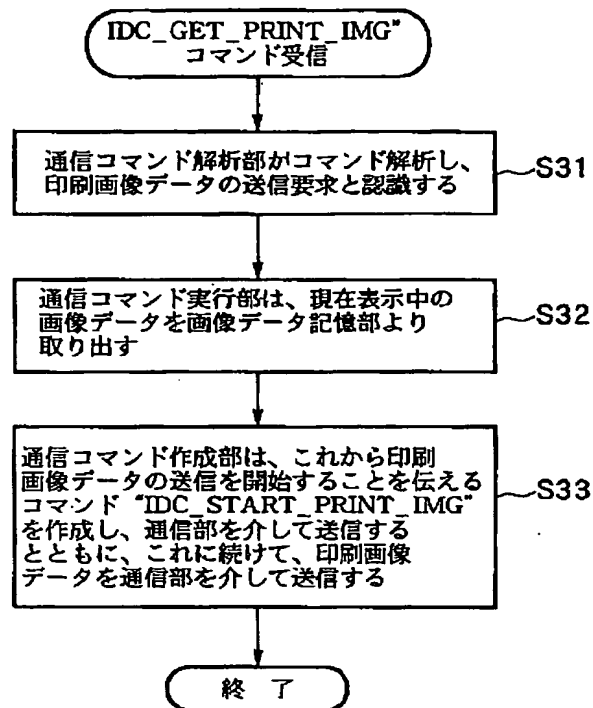 IDC_GET_PRINT_IMG"
コマンド受信
通信コマンド解析部がコマンド解析し、
印刷画像データの送信要求と認識する
S31
通信コマンド実行部は、現在表示中の
画像データを画像データ記憶部より
取り出す
S32
通信コマンド作成部は、これから印刷
画像データの送信を開始することを伝える
コマンド "IDC_START_PRINT_IMG"
を作成し、通信部を介して送信する
とともに、これに続けて、印刷画像
データを通信部を介して送信する
S33
終 了